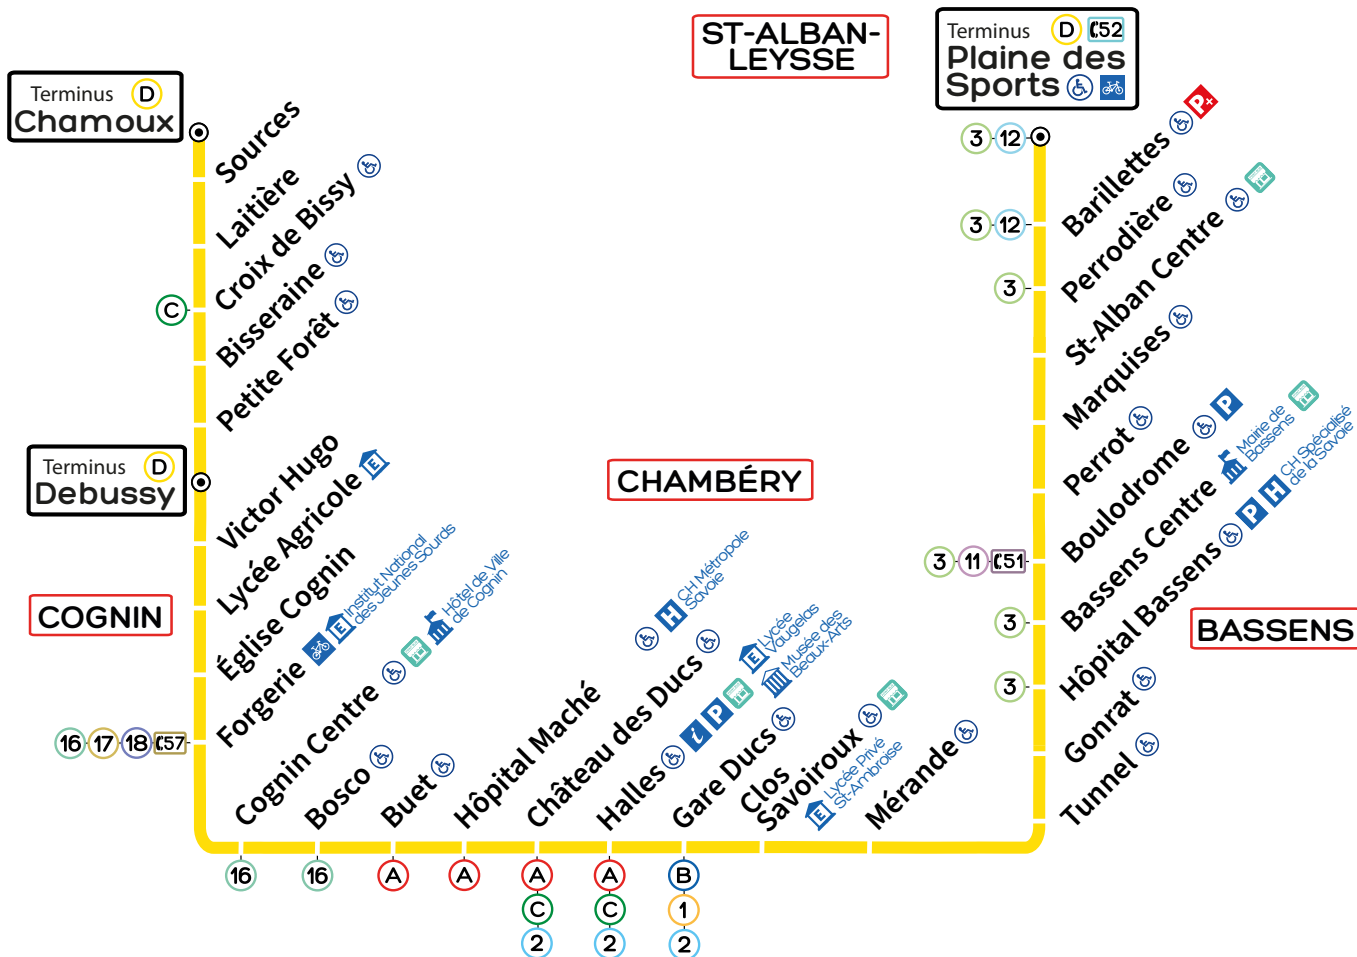 ST-ALBAN-
LEYSSE
Terminus D 52
Plaine des
Sports
Terminus D
Chamoux
Sources
Laitière
Croix de Bissy
C
Bisseraine
Petite Forêt
Terminus D
Debussy
Victor Hugo
Lycée Agricole E
Église Cognin
COGNIN
Forgerie E Institut National
des Jeunes Sourds
16 17 18 57
Cognin Centre Hôtel de Ville
de Cognin
16
Bosco
16
Buet
A
Hôpital Maché
A
CHAMBÉRY
H CH Métropole
Savoie
Château des Ducs
A
C
2
Halles i P
E Lycée
Vaugelas
Musée des
Beaux-Arts
A
C
2
Gare Ducs
B
1
2
Clos
Savoiroux
E Lycée Privé
St-Ambroise
Mérande
3 12
Barillettes P+
3 12
Perrodière
3
St-Alban Centre
Marquises
Perrot
Boulodrome P
3 11 51
Bassens Centre Mairie de
Bassens
3
Hôpital Bassens P H CH Spécialisé
de la Savoie
BASSENS
3
Gonrat
Tunnel